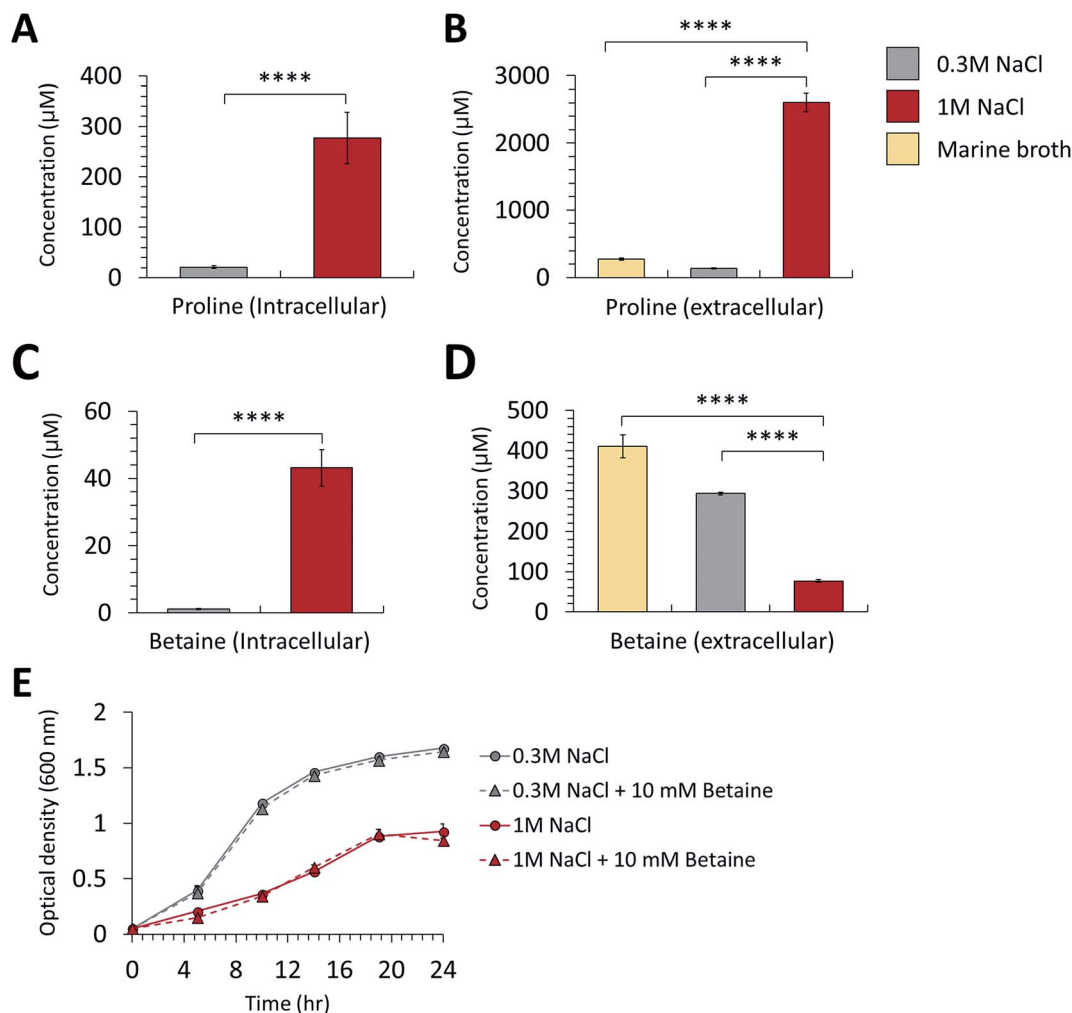 A
B
****
400
300
200
100
0
Concentration (µM)
Proline (Intracellular)
****
****
3000
2000
1000
0
Concentration (µM)
Proline (extracellular)
0.3M NaCl
1M NaCl
Marine broth
C
D
****
60
40
20
0
Concentration (µM)
Betaine (Intracellular)
****
****
500
400
300
200
100
0
Concentration (µM)
Betaine (extracellular)
E
2
1.5
1
0.5
0
Optical density (600 nm)
0 4 8 12 16 20 24
Time (hr)
0.3M NaCl
0.3M NaCl + 10 mM Betaine
1M NaCl
1M NaCl + 10 mM Betaine